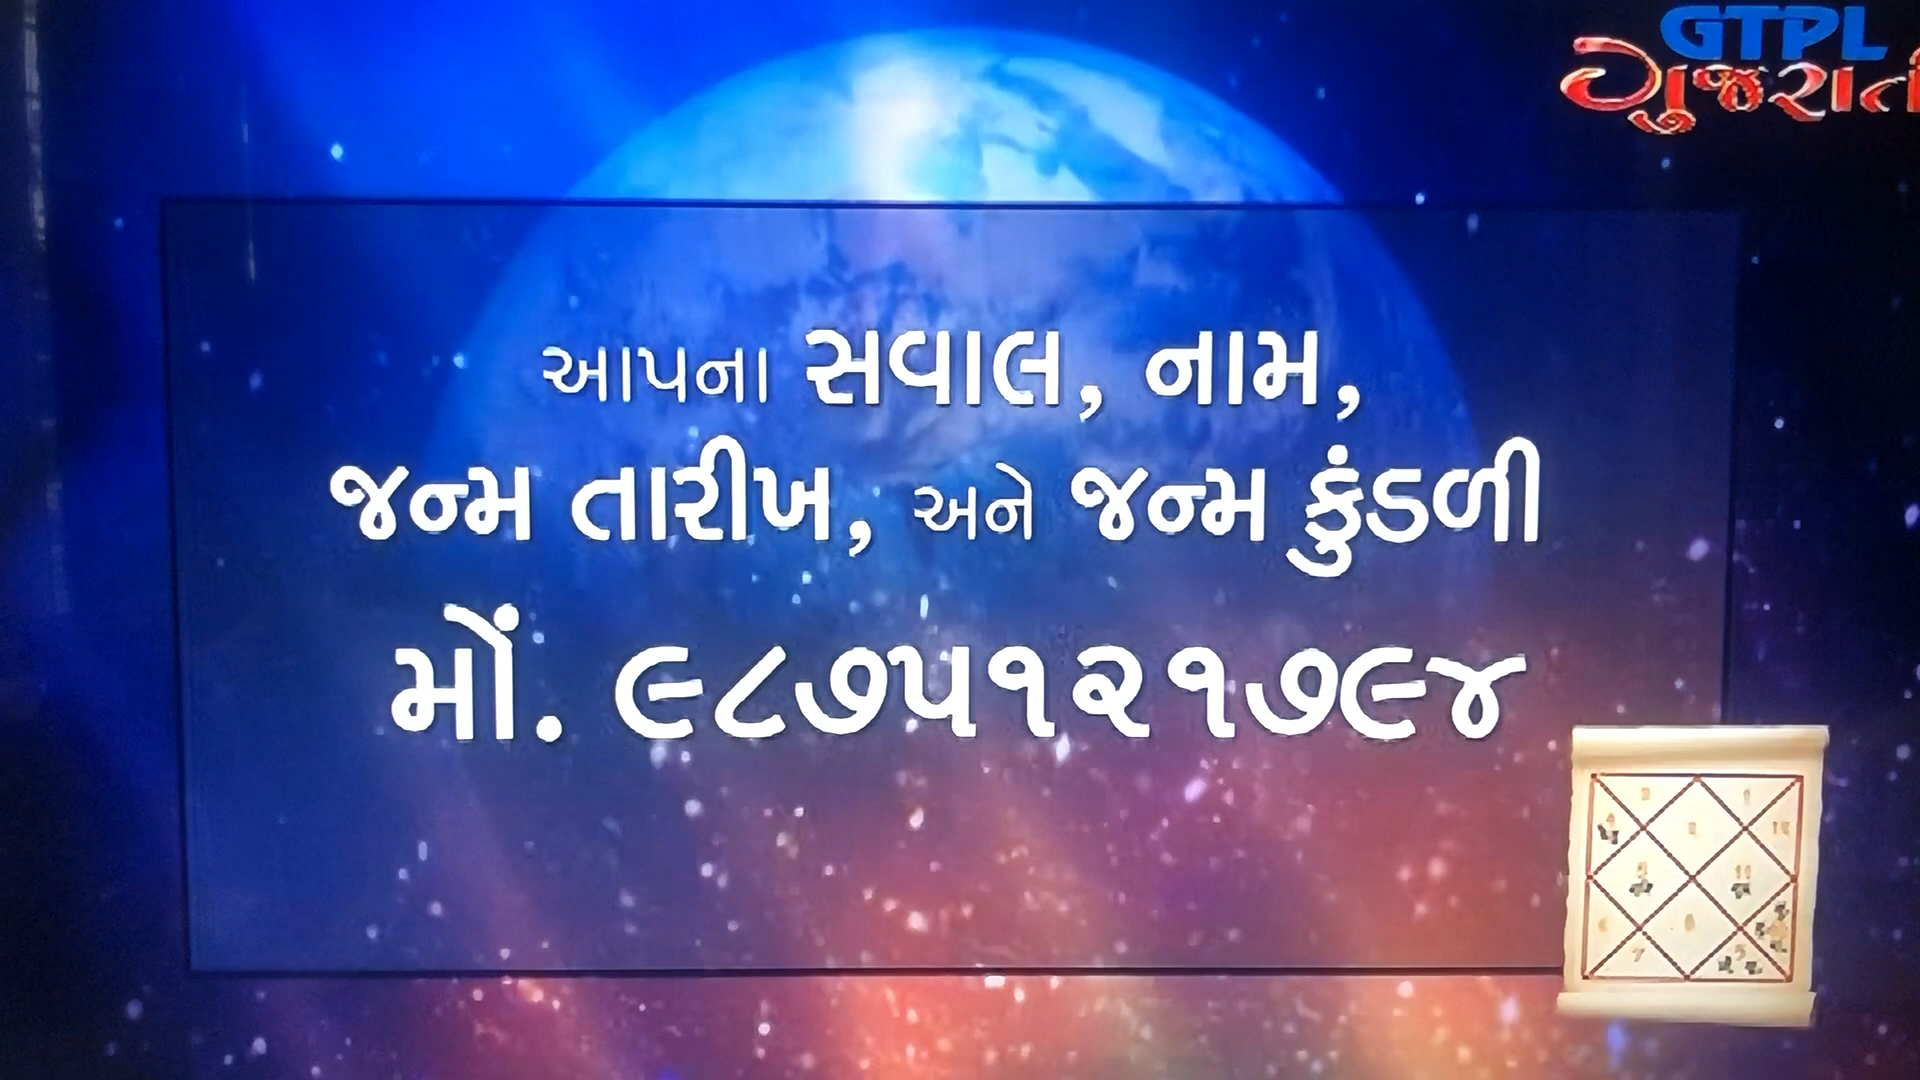 GTPL
ગુજરાતી
આપના સવાલ, નામ,
જન્મ તારીખ, અને જન્મ કુંડળી
મોં. ૯૮૭૫૧૨૧૭૯૪